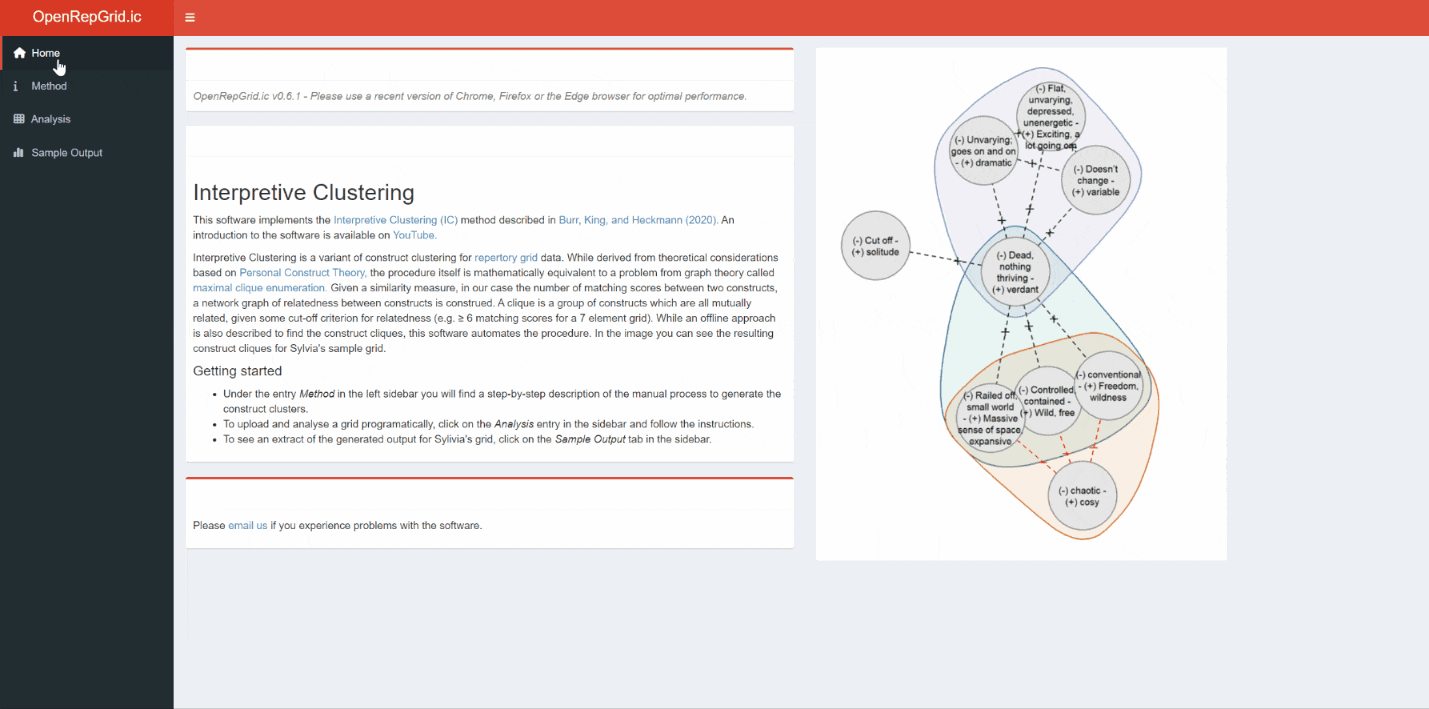 OpenRepGrid.ic
Home
Method
Analysis
Sample Output
OpenRepGrid.ic v0.6.1 - Please use a recent version of Chrome, Firefox or the Edge browser for optimal performance.
Interpretive Clustering
This software implements the Interpretive Clustering (IC) method described in Burr, King, and Heckmann (2020). An
introduction to the software is available on YouTube.
Interpretive Clustering is a variant of construct clustering for repertory grid data. While derived from theoretical considerations
based on Personal Construct Theory, the procedure itself is mathematically equivalent to a problem from graph theory called
maximal clique enumeration. Given a similarity measure, in our case the number of matching scores between two constructs,
a network graph of relatedness between constructs is construed. A clique is a group of constructs which are all mutually
related, given some cut-off criterion for relatedness (e.g. ≥ 6 matching scores for a 7 element grid). While an offline approach
is also described to find the construct cliques, this software automates the procedure. In the image you can see the resulting
construct cliques for Sylvia's sample grid.
Getting started
• Under the entry Method in the left sidebar you will find a step-by-step description of the manual process to generate the
construct clusters.
• To upload and analyse a grid programatically, click on the Analysis entry in the sidebar and follow the instructions.
• To see an extract of the generated output for Sylivia's grid, click on the Sample Output tab in the sidebar.
Please email us if you experience problems with the software.
(-) Flat,
unvarying,
depressed,
unenergetic -
(+) Exciting, a
lot going on
(-) Unvarying;
goes on and on
- (+) dramatic
(-) Doesn't
change -
(+) variable
(-) Cut off -
(+) solitude
(-) Dead,
nothing
thriving -
(+) verdant
(-) conventional
- (+) Freedom,
wildness
(-) Controlled,
contained -
(+) Wild, free
(-) Railed off,
small world
- (+) Massive
sense of space,
expansive
(-) chaotic -
(+) cosy